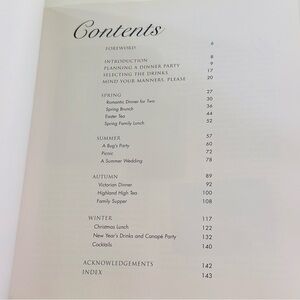 Contents
FOREWORD 6
INTRODUCTION 8
PLANNING A DINNER PARTY 9
SELECTING THE DRINKS 17
MIND YOUR MANNERS, PLEASE 20
SPRING 27
Romantic Dinner for Two 30
Spring Brunch 36
Easter Tea 44
Spring Family Lunch 52
SUMMER 57
A Bug's Party 60
Picnic 72
A Summer Wedding 78
AUTUMN 89
Victorian Dinner 92
Highland High Tea 100
Family Supper 108
WINTER 117
Christmas Lunch 122
New Year's Drinks and Canapé Party 132
Cocktails 140
ACKNOWLEDGEMENTS 142
INDEX 143